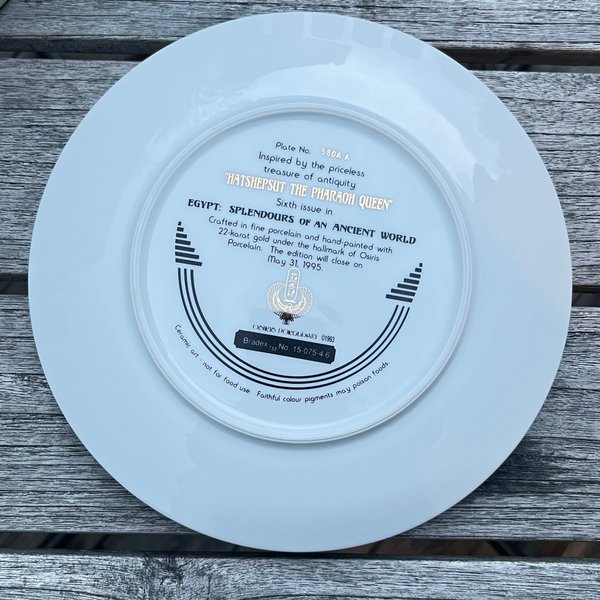 Plate No. 5804 A
Inspired by the priceless
treasure of antiquity
"HATSHEPSUT THE PHARAOH QUEEN"
Sixth issue in
EGYPT: SPLENDOURS OF AN ANCIENT WORLD
Crafted in fine porcelain and hand-painted with
22-karat gold under the hallmark of Osiris
Porcelain. The edition will close on
May 31, 1995.
OSIRIS PORCELAIN ©1993
Bradex TM No. 15-075-4.6
Ceramic art - not for food use. Faithful colour pigments may poison foods.